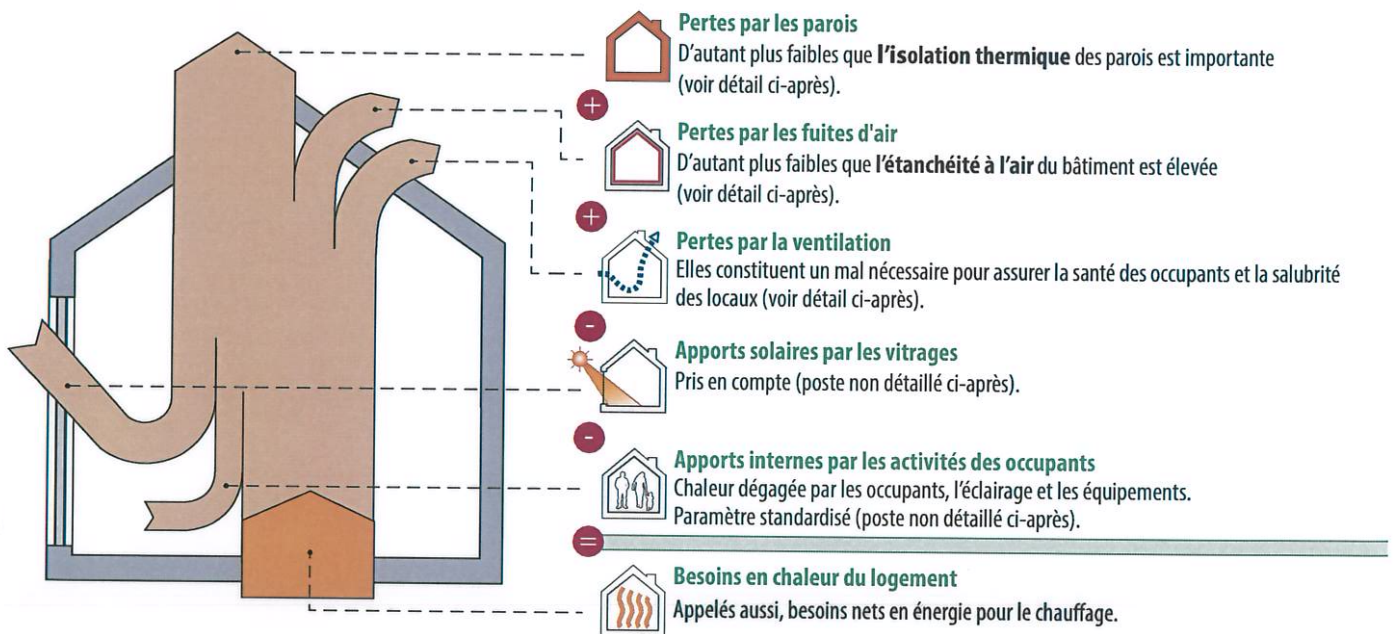 Pertes par les parois
D'autant plus faibles que l'isolation thermique des parois est importante
(voir détail ci-après).
+
Pertes par les fuites d'air
D'autant plus faibles que l'étanchéité à l'air du bâtiment est élevée
(voir détail ci-après).
+
Pertes par la ventilation
Elles constituent un mal nécessaire pour assurer la santé des occupants et la salubrité
des locaux (voir détail ci-après).
-
Apports solaires par les vitrages
Pris en compte (poste non détaillé ci-après).
-
Apports internes par les activités des occupants
Chaleur dégagée par les occupants, l'éclairage et les équipements.
Paramètre standardisé (poste non détaillé ci-après).
=
Besoins en chaleur du logement
Appelés aussi, besoins nets en énergie pour le chauffage.